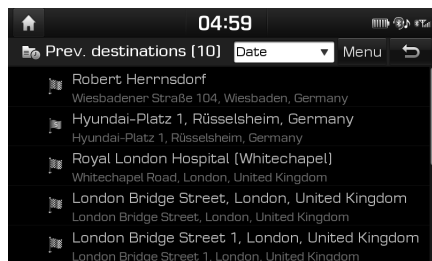 04:59
Prev. destinations (10) Date Menu
Robert Herrnsdorf
Wiesbadener Straße 104, Wiesbaden, Germany
Hyundai-Platz 1, Rüsselsheim, Germany
Hyundai-Platz 1, Rüsselsheim, Germany
Royal London Hospital (Whitechapel)
Whitechapel Road, London, United Kingdom
London Bridge Street, London, United Kingdom
London Bridge Street, London, United Kingdom
London Bridge Street 1, London, United Kingdom
London Bridge Street 1, London, United Kingdom